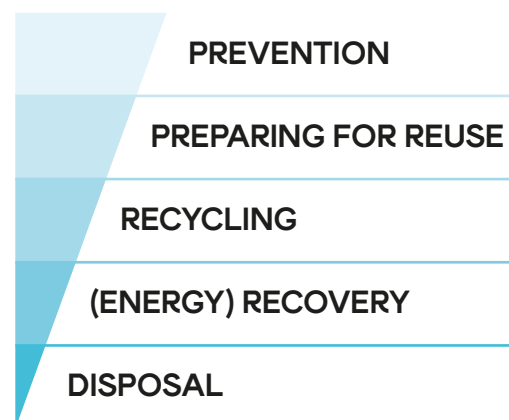 PREVENTION
PREPARING FOR REUSE
RECYCLING
(ENERGY) RECOVERY
DISPOSAL